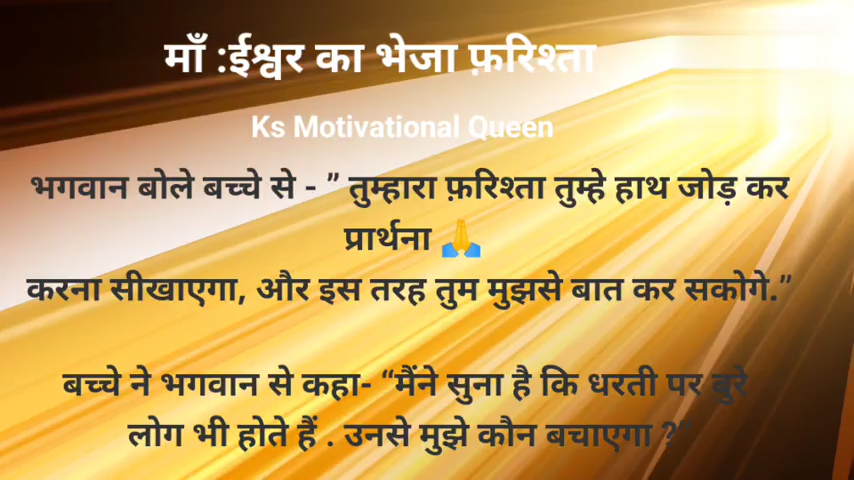 माँ :ईश्वर का भेजा फ़रिश्ता
Ks Motivational Queen
भगवान बोले बच्चे से - ” तुम्हारा फ़रिश्ता तुम्हे हाथ जोड़ कर
प्रार्थना 🙏
करना सीखाएगा, और इस तरह तुम मुझसे बात कर सकोगे.”
बच्चे ने भगवान से कहा- “मैंने सुना है कि धरती पर बुरे
लोग भी होते हैं . उनसे मुझे कौन बचाएगा ?”